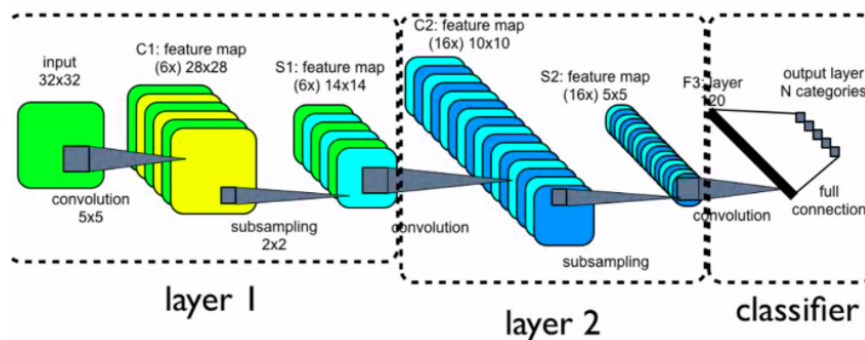 input
32x32
C1: feature map
(6x) 28x28
S1: feature map
(6x) 14x14
convolution
5x5
subsampling
2x2
convolution
layer 1
C2: feature map
(16x) 10x10
S2: feature map
(16x) 5x5
subsampling
layer 2
F3: layer
120
output layer
N categories
convolution
full
connection
classifier